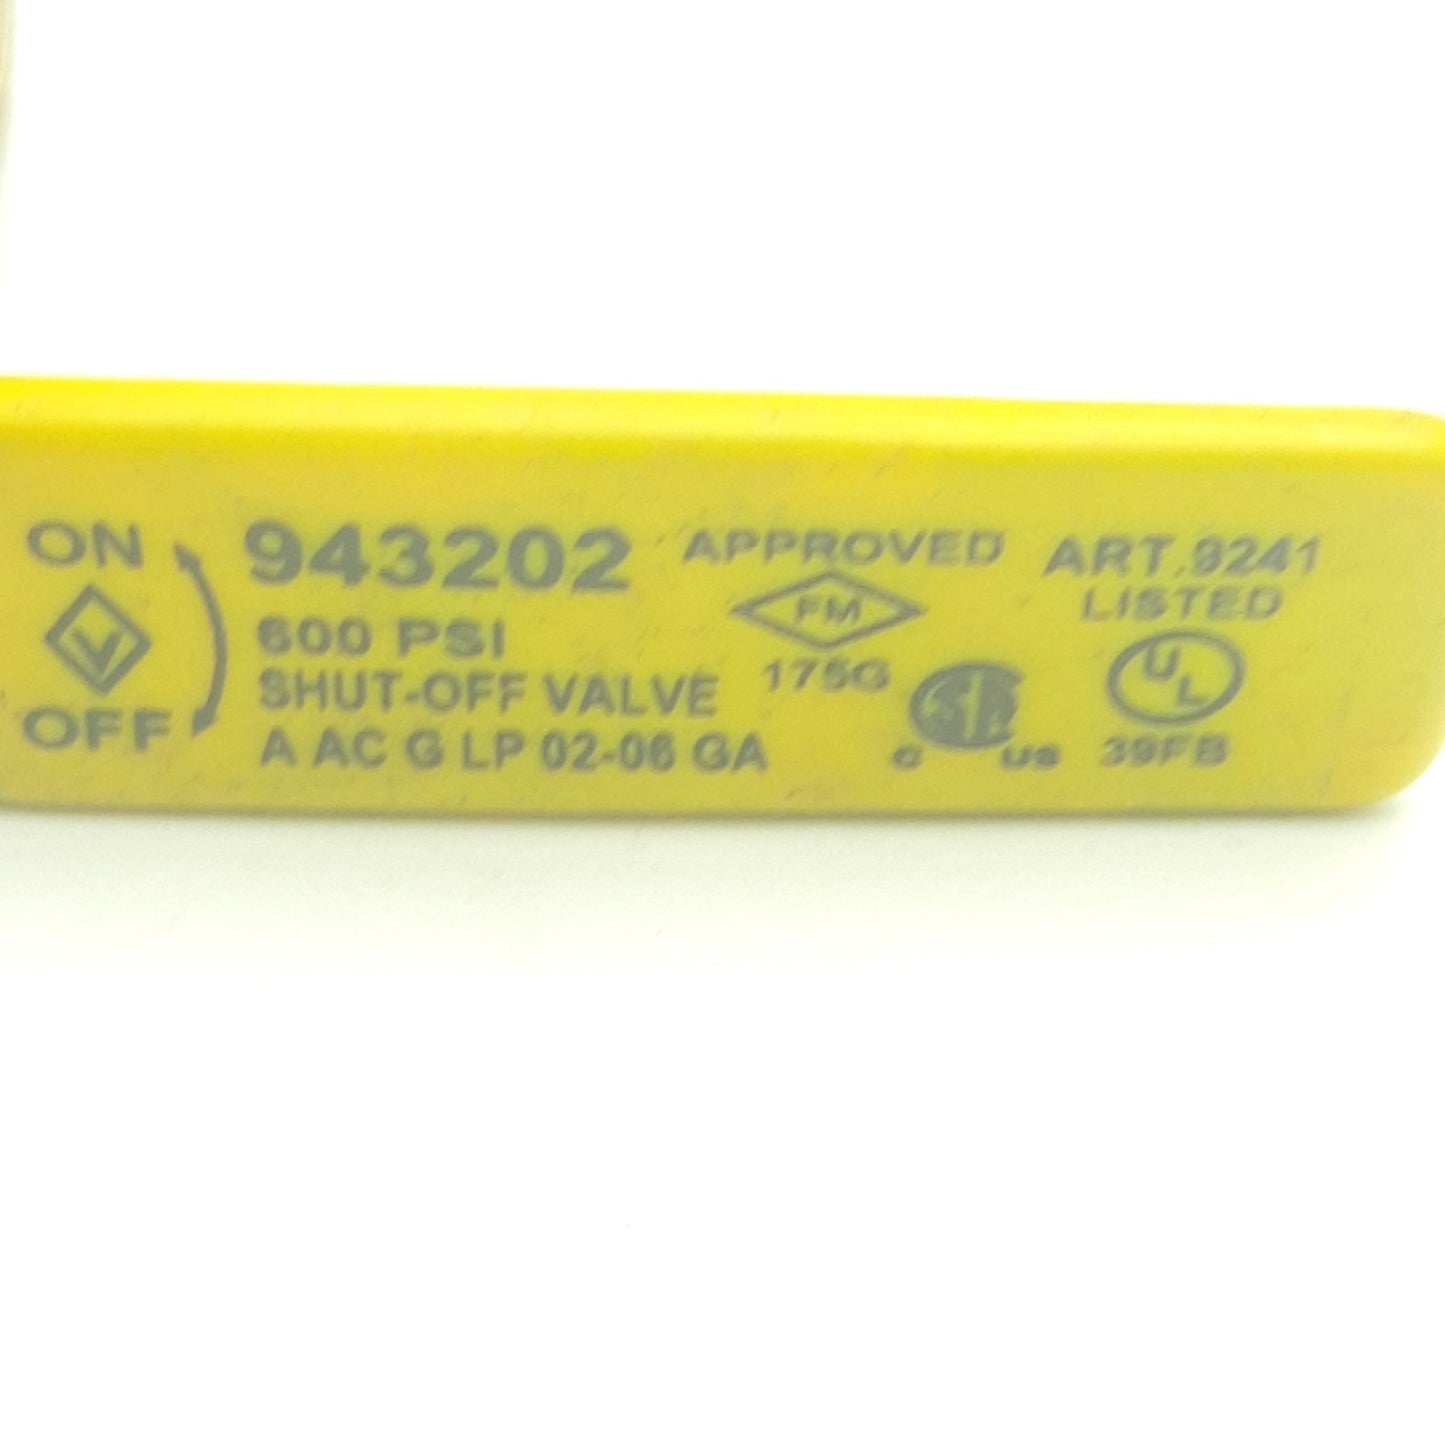 ON
OFF
943202
600 PSI
SHUT-OFF VALVE
A AC G LP 02-06 GA
APPROVED
FM
175G
C US
ART.9241
LISTED
UL
39FB